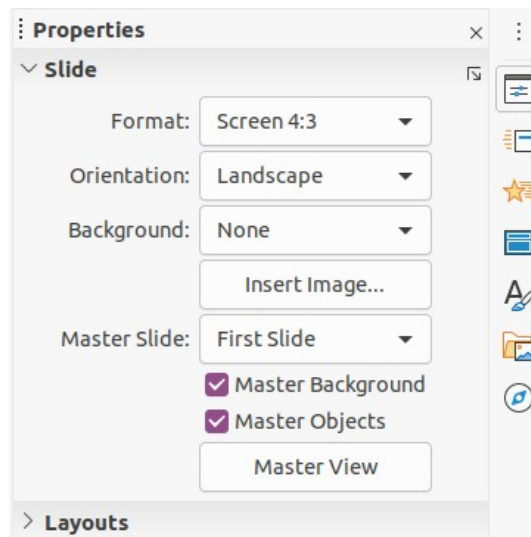 Properties
Slide
Format: Screen 4:3
Orientation: Landscape
Background: None
Insert Image...
Master Slide: First Slide
Master Background
Master Objects
Master View
Layouts